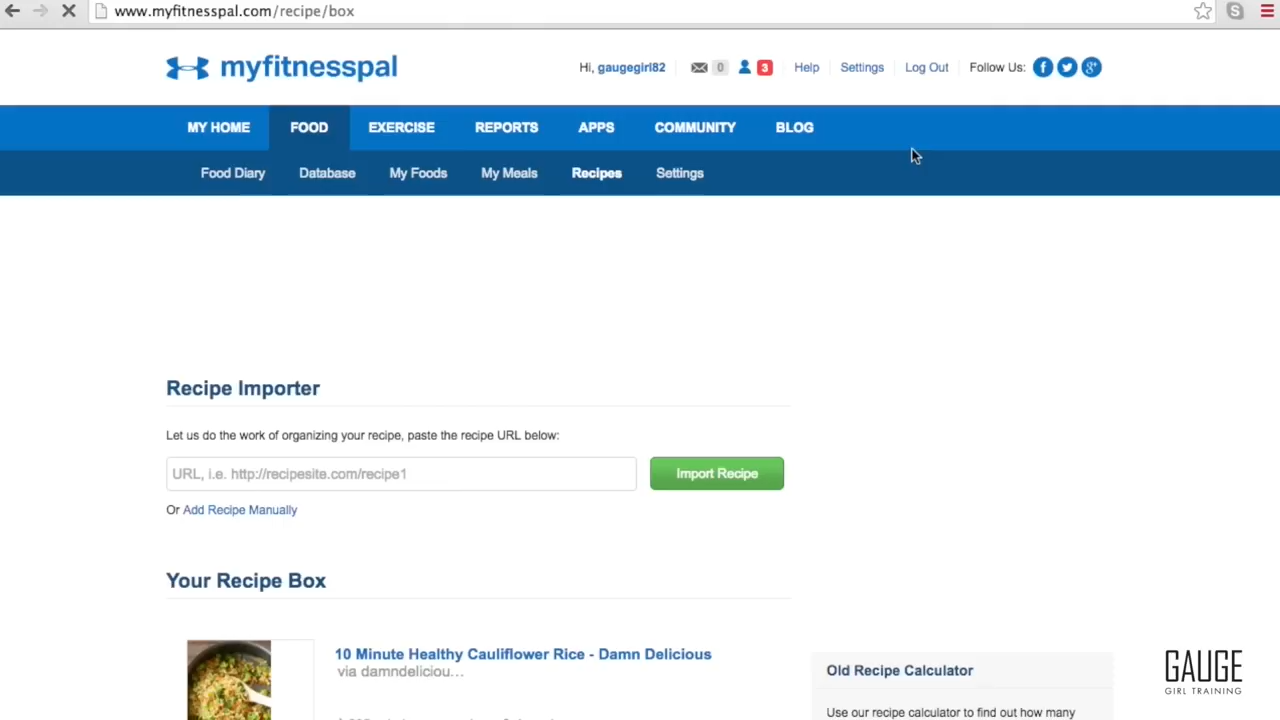 www.myfitnesspal.com/recipe/box
myfitnesspal
Hi, gaugegirl82
0
3
Help
Settings
Log Out
Follow Us:
MY HOME
FOOD
EXERCISE
REPORTS
APPS
COMMUNITY
BLOG
Food Diary
Database
My Foods
My Meals
Recipes
Settings
Recipe Importer
Let us do the work of organizing your recipe, paste the recipe URL below:
URL, i.e. http://recipesite.com/recipe1
Import Recipe
Or Add Recipe Manually
Your Recipe Box
10 Minute Healthy Cauliflower Rice - Damn Delicious
via damndeliciou...
Old Recipe Calculator
Use our recipe calculator to find out how many
GAUGE
GIRL TRAINING